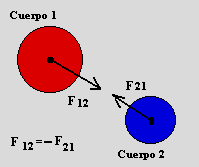 Cuerpo 1
F 12
F 21
F 12 = - F 21
Cuerpo 2